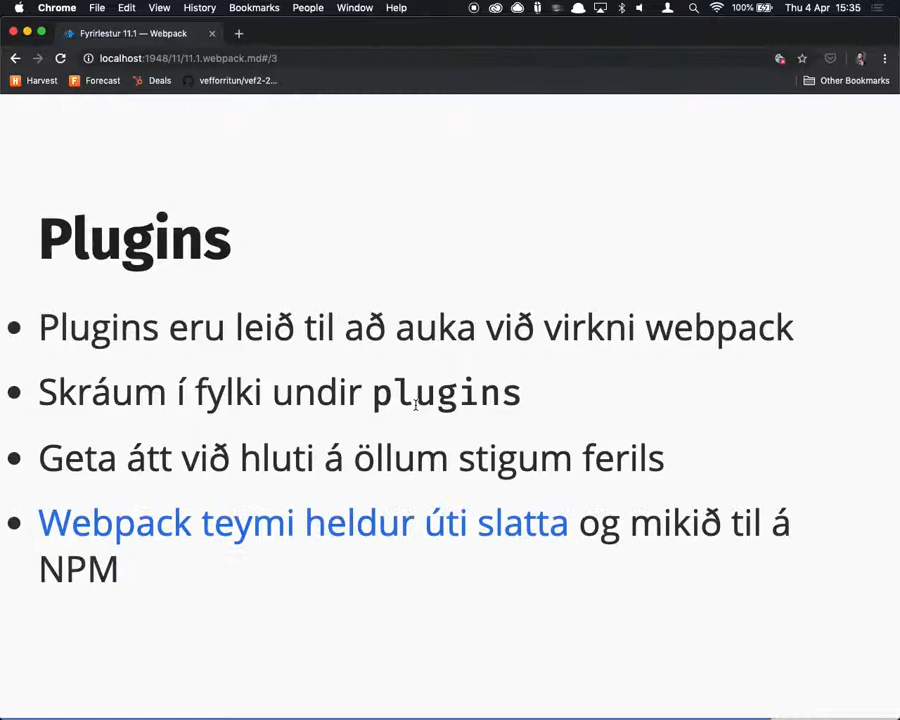 Chrome File Edit View History Bookmarks People Window Help 100% Thu 4 Apr 15:35
Fyrirlestur 11.1 — Webpack
localhost:1948/11/11.1.webpack.md#/3
Harvest Forecast Deals vefforritun/vef2-2... Other Bookmarks
Plugins
Plugins eru leið til að auka við virkni webpack
Skráum í fylki undir plugins
Geta átt við hluti á öllum stigum ferils
Webpack teymi heldur úti slatta og mikið til á
NPM